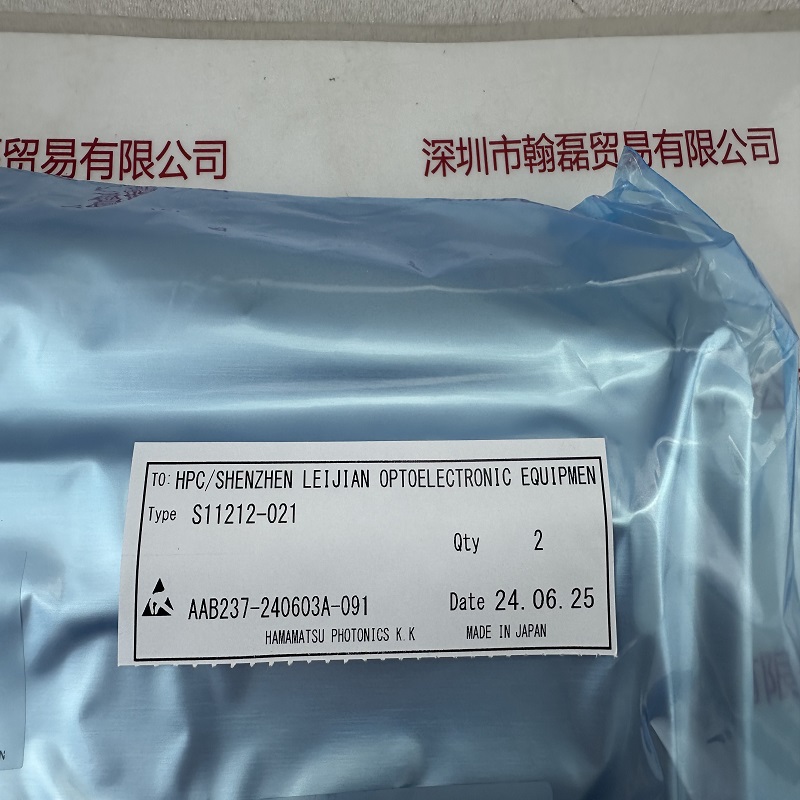 贸易有限公司
深圳市翰磊贸易有限公司
TO: HPC/SHENZHEN LEIJIAN OPTOELECTRONIC EQUIPMEN
Type S11212-021
Qty 2
AAB237-240603A-091 Date 24.06.25
HAMAMATSU PHOTONICS K.K MADE IN JAPAN